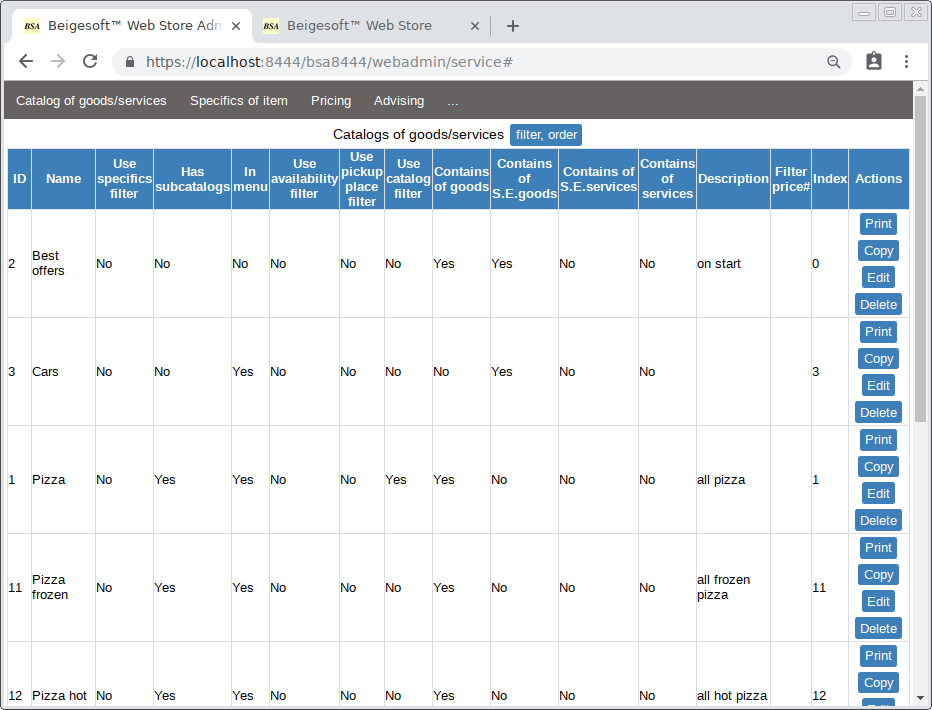 BSA Beigesoft™ Web Store Adm
BSA Beigesoft™ Web Store
https://localhost:8444/bsa8444/webadmin/service#
Catalog of goods/services Specifics of item Pricing Advising ...
Catalogs of goods/services filter, order
ID Name Use specifics filter Has subcatalogs In menu Use availability filter Use pickup place filter Use catalog filter Contains of goods Contains of S.E.goods Contains of S.E.services Contains of services Description Filter price# Index Actions
2 Best offers No No No No No No Yes Yes No No on start 0 Print Copy Edit Delete
3 Cars No No Yes No No No No Yes No No 3 Print Copy Edit Delete
1 Pizza No Yes Yes No No Yes Yes No No No all pizza 1 Print Copy Edit Delete
11 Pizza frozen No Yes Yes No No No Yes No No No all frozen pizza 11 Print Copy Edit Delete
12 Pizza hot No Yes Yes No No No Yes No No No all hot pizza 12 Print Copy Edit